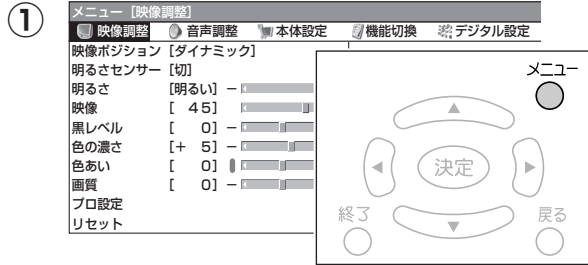 ①
メニュー [映像調整]
映像調整 音声調整 本体設定 機能切換 デジタル設定
映像ポジション [ダイナミック]
明るさセンサー [切]
明るさ [明るい]
映像 [ 45]
黒レベル [ 0]
色の濃さ [+ 5]
色あい [ 0]
画質 [ 0]
プロ設定
リセット
メニュー
決定
終了 戻る